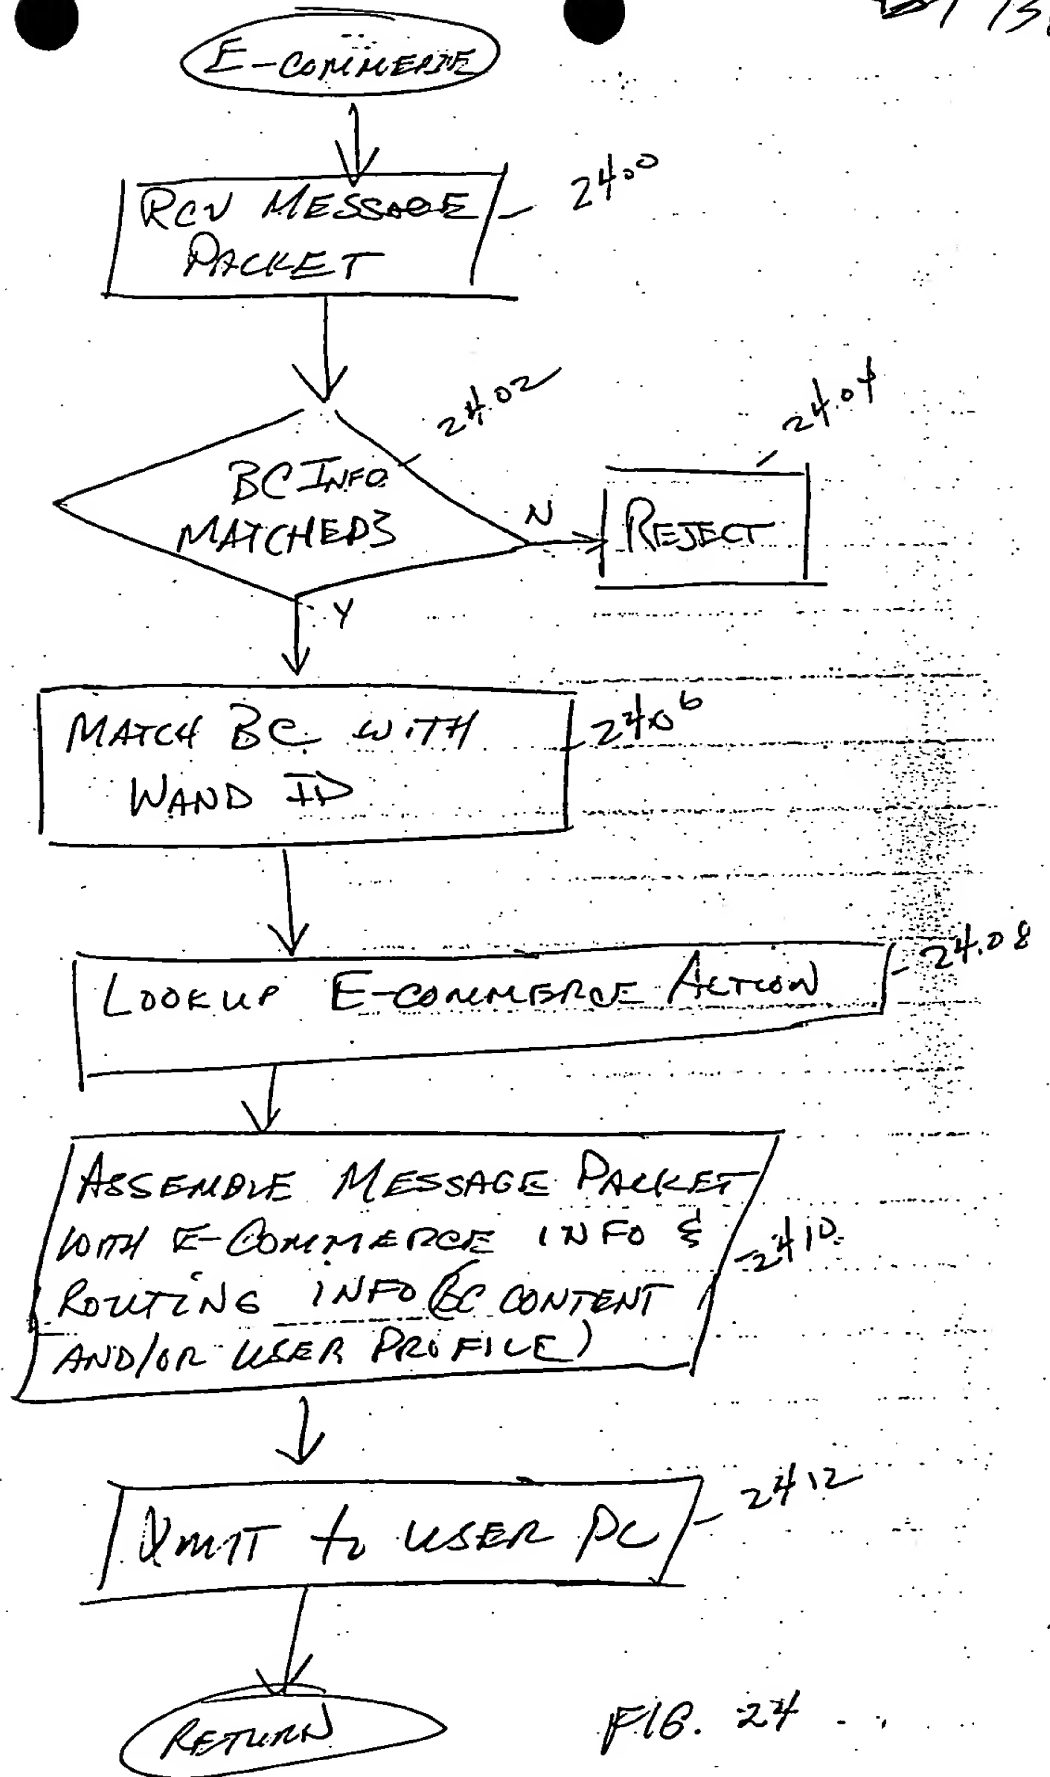 E-COMMERCE
RCV MESSAGE
PACKET
2400
BC INFO
MATCHED?
2402
N
REJECT
2404
Y
MATCH BC WITH
WAND ID
2406
LOOKUP E-COMMERCE ACTION
2408
ASSEMBLE MESSAGE PACKET
WITH E-COMMERCE INFO &
ROUTING INFO (BC CONTENT
AND/OR USER PROFILE)
2410
XMIT to USER PC
2412
RETURN
FIG. 24